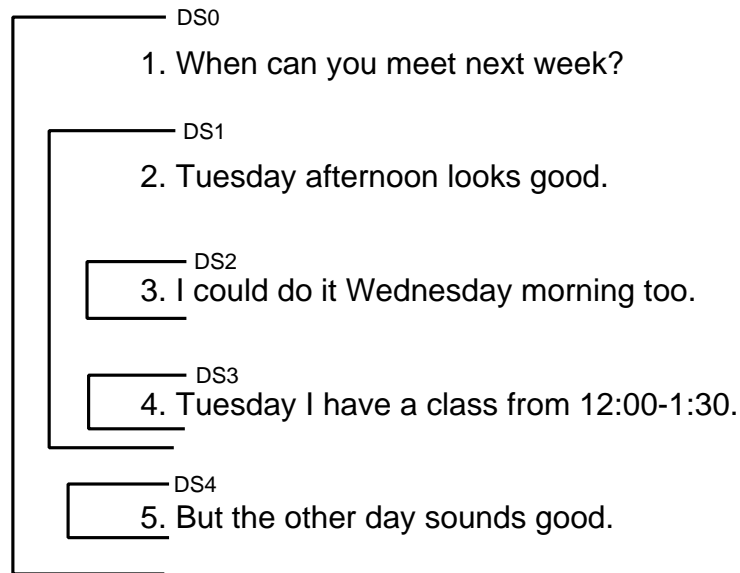 DS0
1. When can you meet next week?
DS1
2. Tuesday afternoon looks good.
DS2
3. I could do it Wednesday morning too.
DS3
4. Tuesday I have a class from 12:00-1:30.
DS4
5. But the other day sounds good.